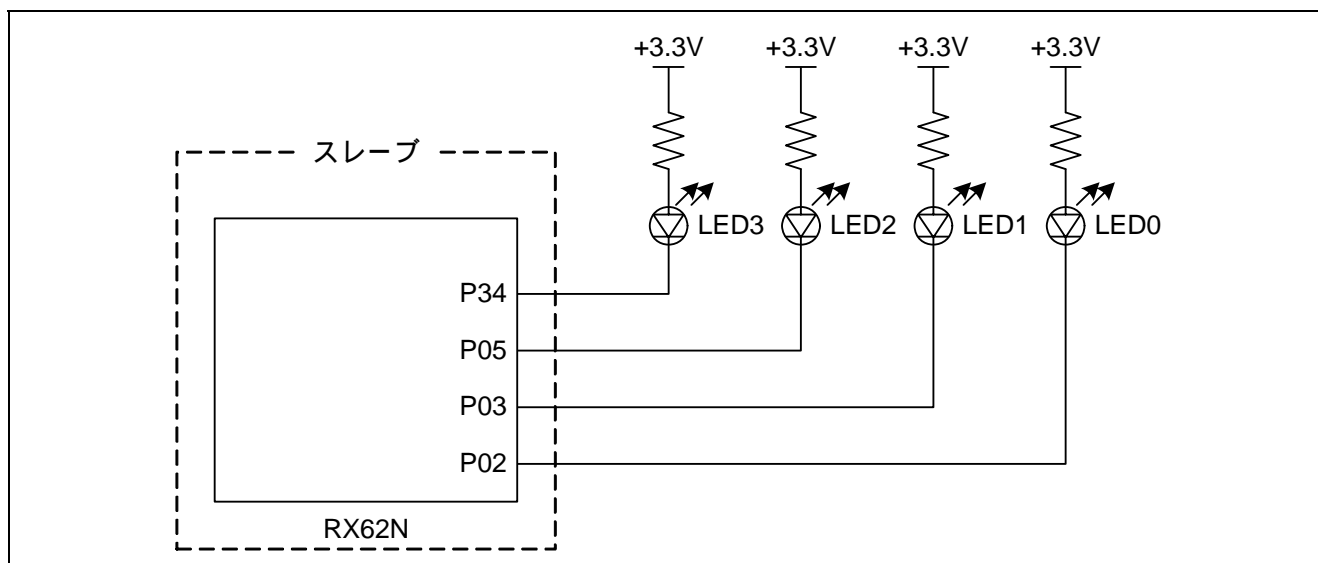 +3.3V +3.3V +3.3V +3.3V
スレーブ
LED3 LED2 LED1 LED0
P34
P05
P03
P02
RX62N